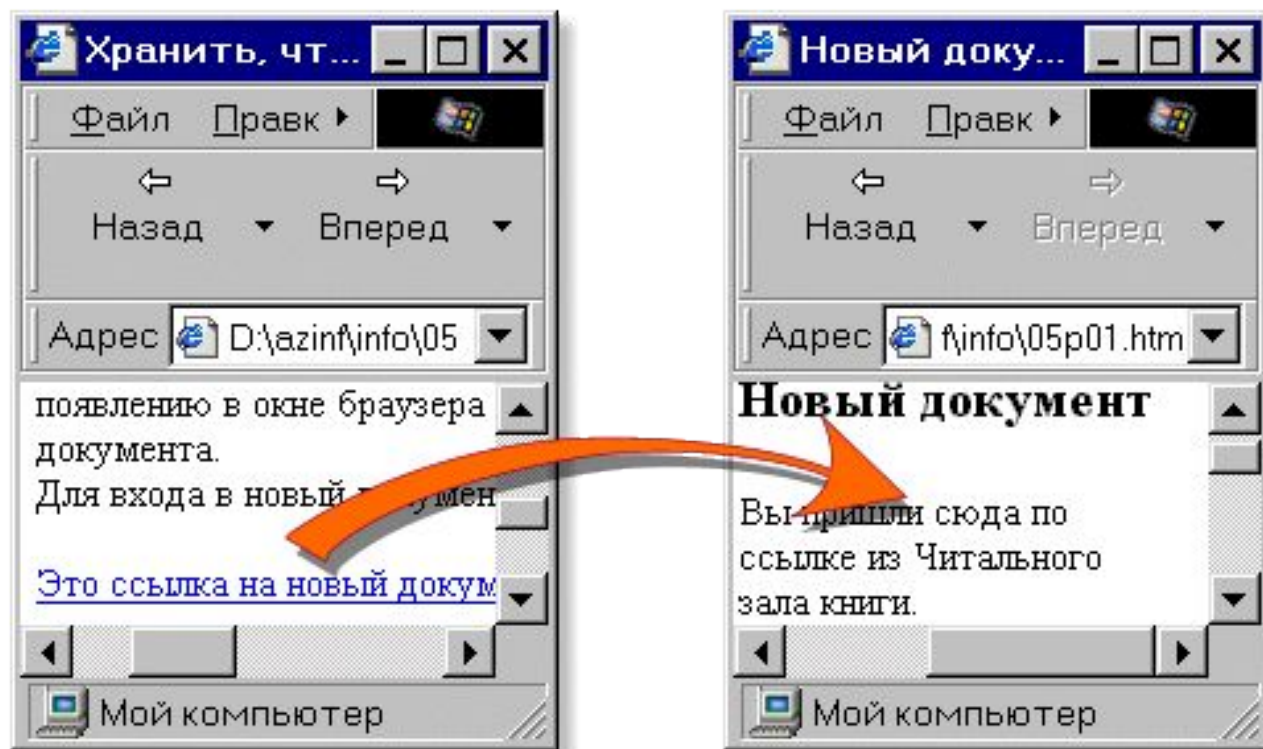 Хранить, чт...
Файл Правк
Назад Вперед
Адрес D:\azinf\info\05
появлению в окне браузера
документа.
Для входа в новый докумен
Это ссылка на новый докум
Мой компьютер
Новый доку...
Файл Правк
Назад Вперед
Адрес f\info\05p01.htm
Новый документ
Вы пришли сюда по
ссылке из Читального
зала книги.
Мой компьютер